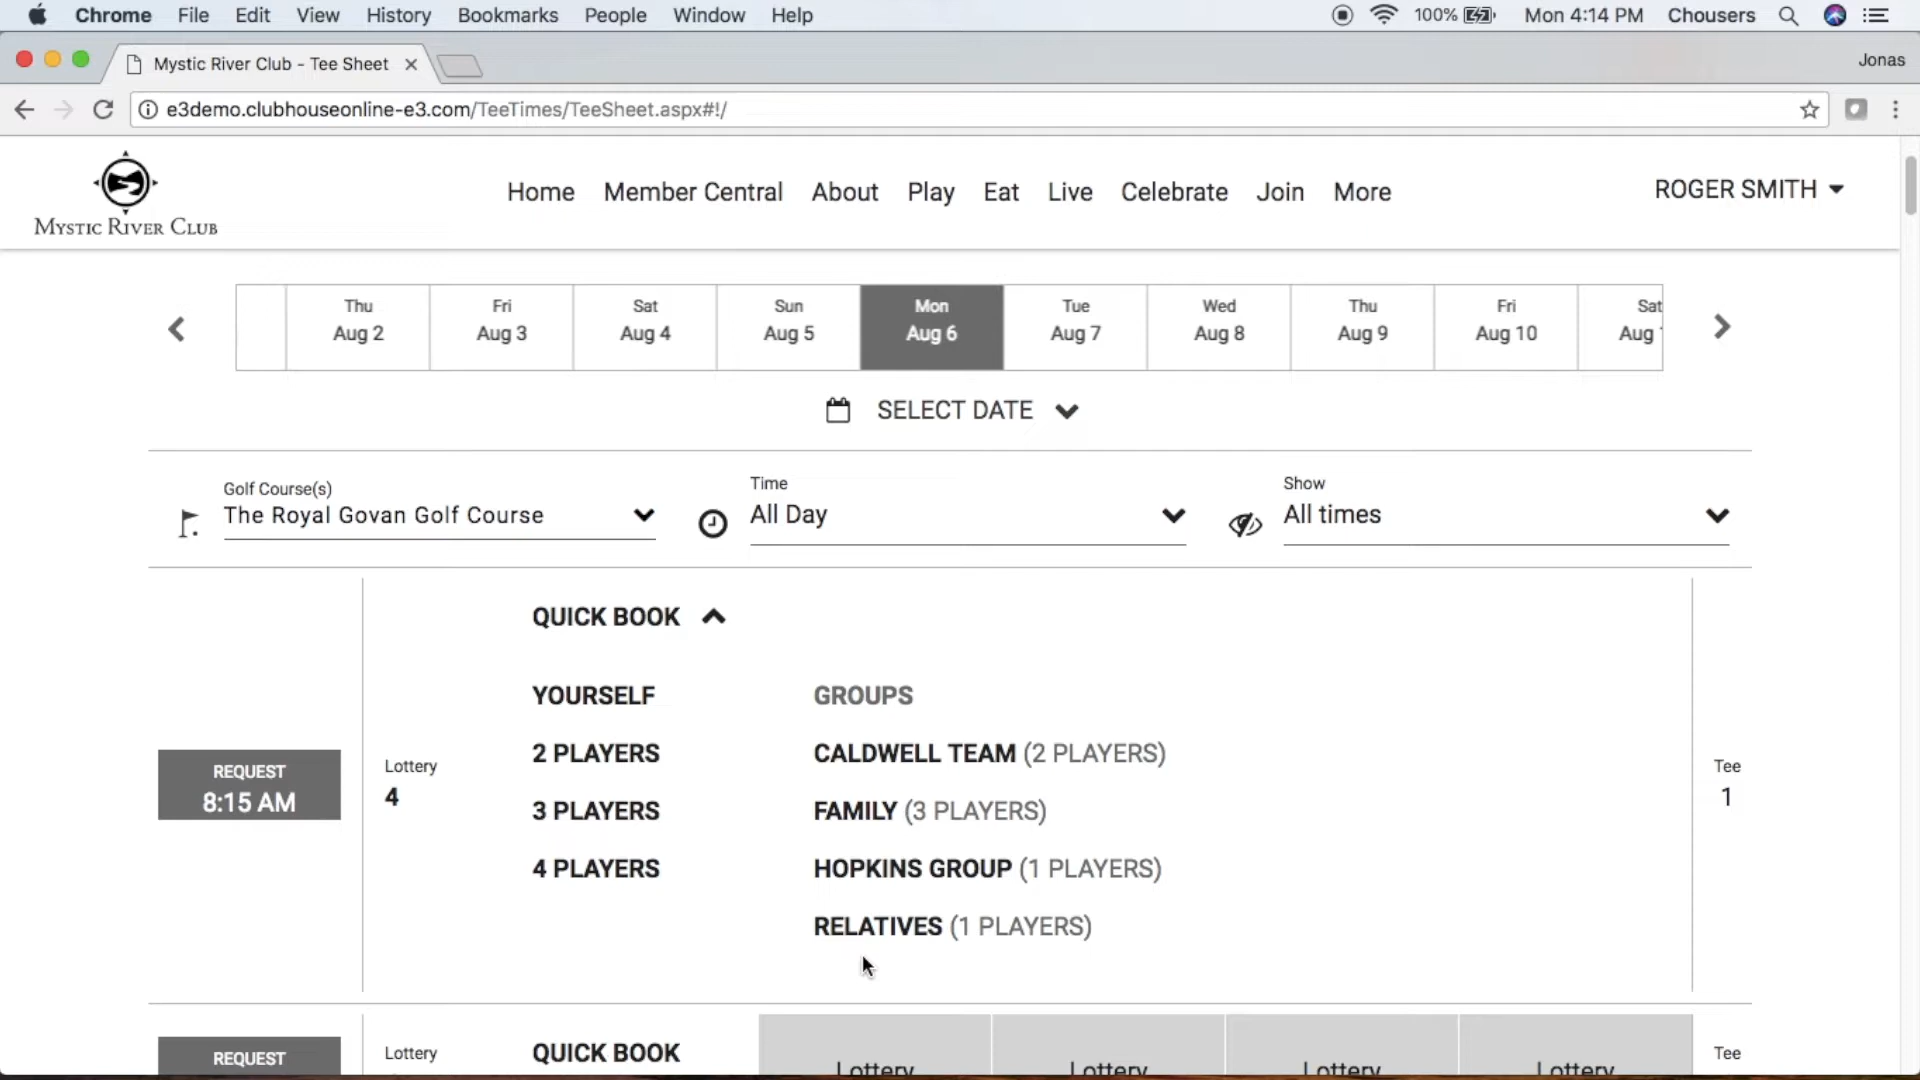 Chrome File Edit View History Bookmarks People Window Help 100% Mon 4:14 PM Chousers
Mystic River Club - Tee Sheet Jonas
e3demo.clubhouseonline-e3.com/TeeTimes/TeeSheet.aspx#!/
MYSTIC RIVER CLUB
Home Member Central About Play Eat Live Celebrate Join More ROGER SMITH
Thu Fri Sat Sun Mon Tue Wed Thu Fri Sat
Aug 2 Aug 3 Aug 4 Aug 5 Aug 6 Aug 7 Aug 8 Aug 9 Aug 10 Aug
SELECT DATE
Golf Course(s) Time Show
The Royal Govan Golf Course All Day All times
QUICK BOOK
YOURSELF GROUPS
2 PLAYERS CALDWELL TEAM (2 PLAYERS)
REQUEST Lottery Tee
8:15 AM 4 1
3 PLAYERS FAMILY (3 PLAYERS)
4 PLAYERS HOPKINS GROUP (1 PLAYERS)
RELATIVES (1 PLAYERS)
REQUEST Lottery QUICK BOOK Tee
Lottery Lottery Lottery Lottery